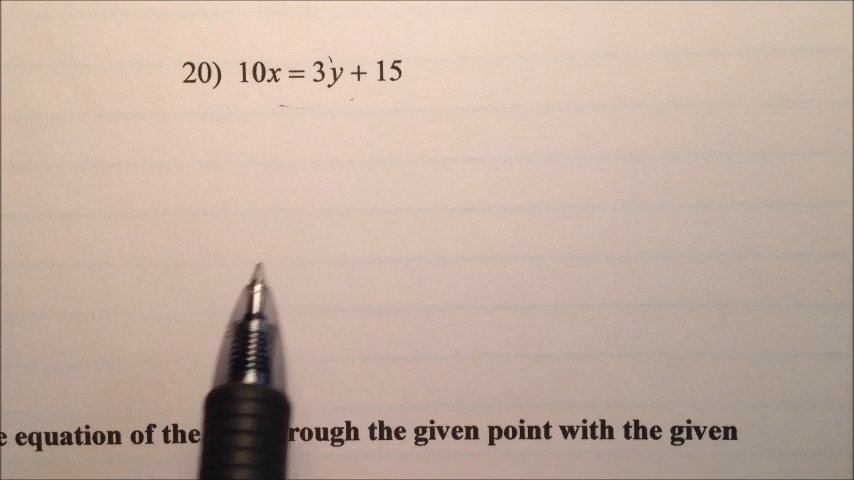 20) 10x = 3y + 15
equation of the rough the given point with the given